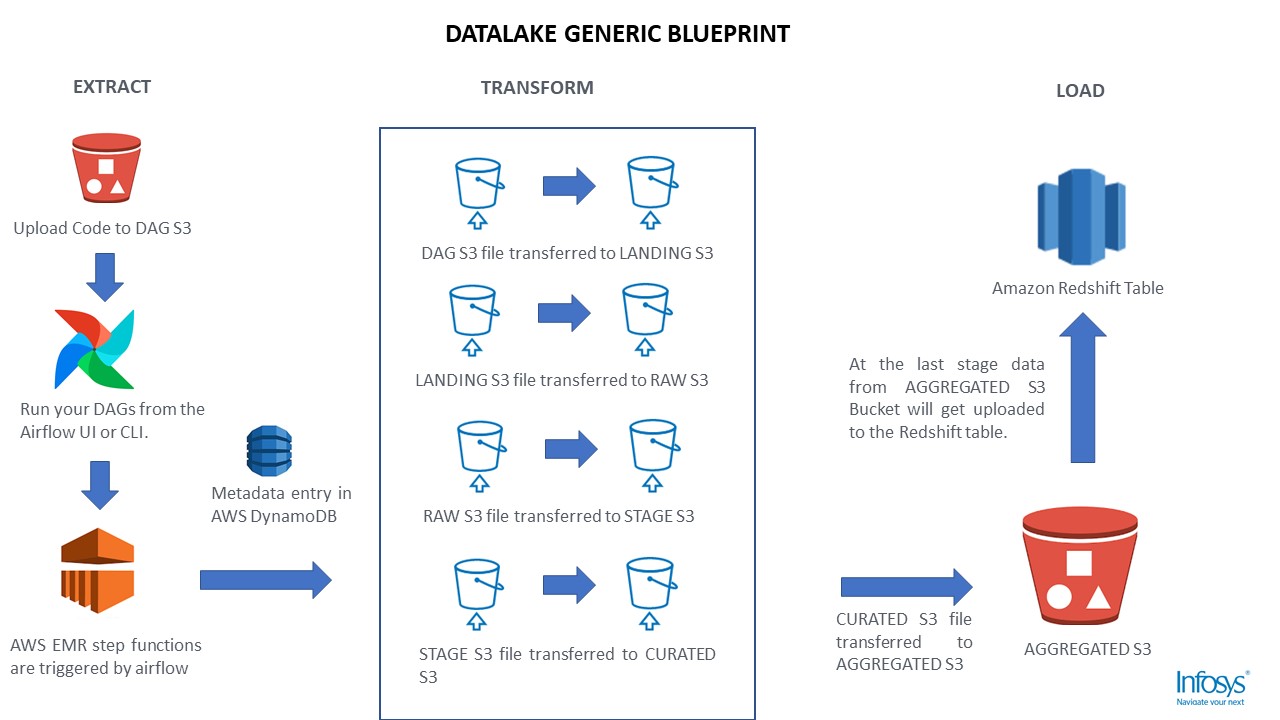 DATALAKE GENERIC BLUEPRINT
EXTRACT
Upload Code to DAG S3
Run your DAGs from the
Airflow UI or CLI.
Metadata entry in
AWS DynamoDB
AWS EMR step functions
are triggered by airflow
TRANSFORM
DAG S3 file transferred to LANDING S3
LANDING S3 file transferred to RAW S3
RAW S3 file transferred to STAGE S3
STAGE S3 file transferred to CURATED
S3
LOAD
Amazon Redshift Table
At the last stage data
from AGGREGATED S3
Bucket will get uploaded
to the Redshift table.
CURATED S3 file
transferred to
AGGREGATED S3
AGGREGATED S3
Infosys®
Navigate your next